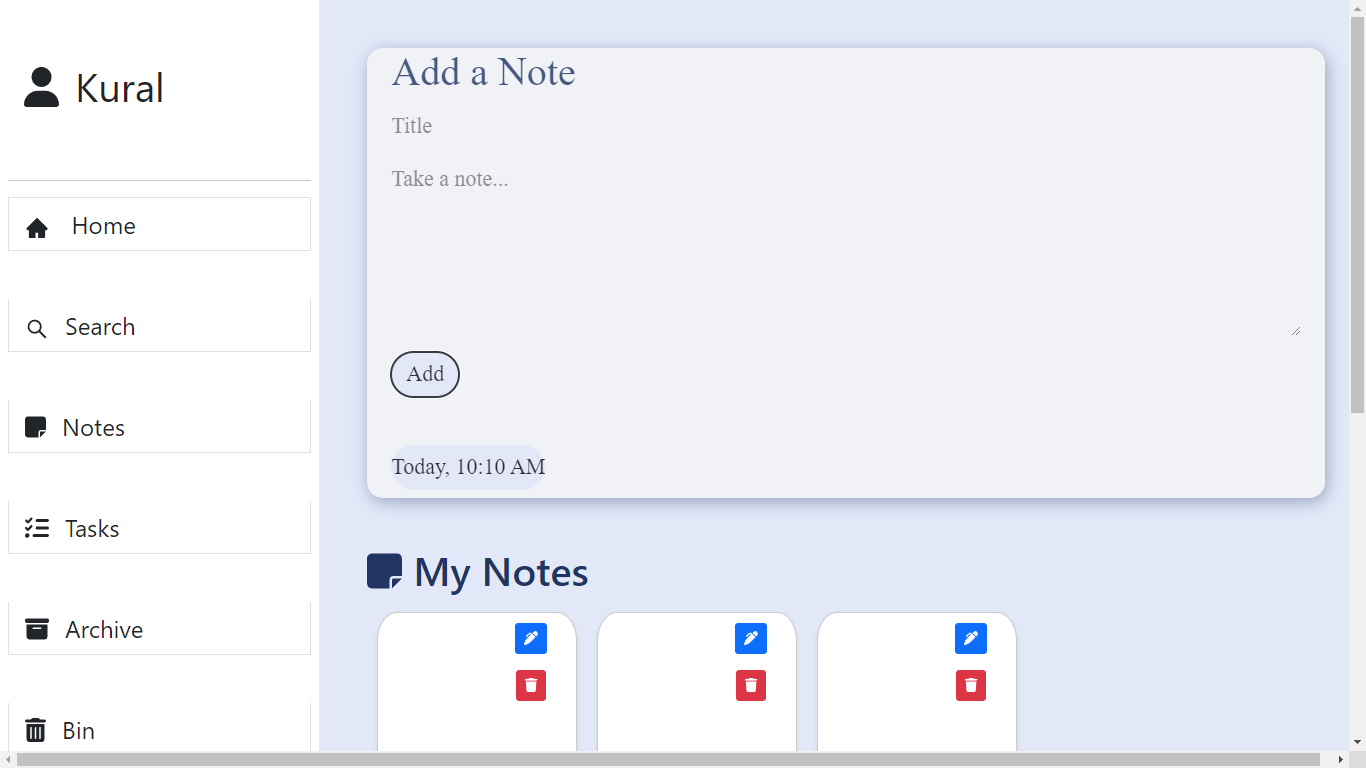 Kural
Home
Search
Notes
Tasks
Archive
Bin
Add a Note
Title
Take a note...
Add
Today, 10:10 AM
My Notes